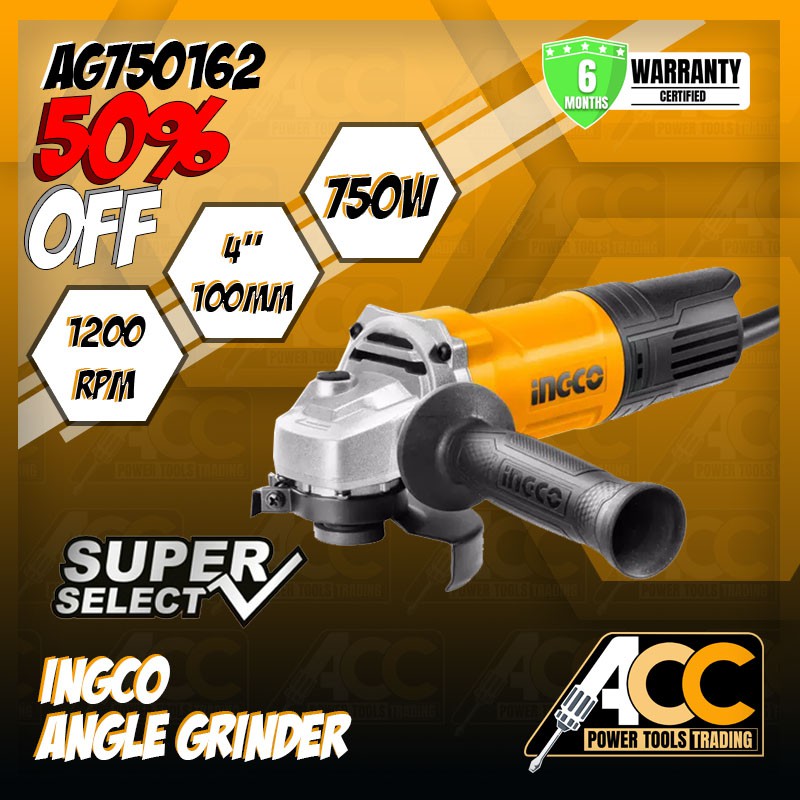 AG750162
50%
OFF
6
MONTHS
WARRANTY
CERTIFIED
750W
4"
100MM
1200
RPM
INGCO
INGCO
SUPER
SELECT
INGCO
ANGLE GRINDER
ACC
POWER TOOLS TRADING